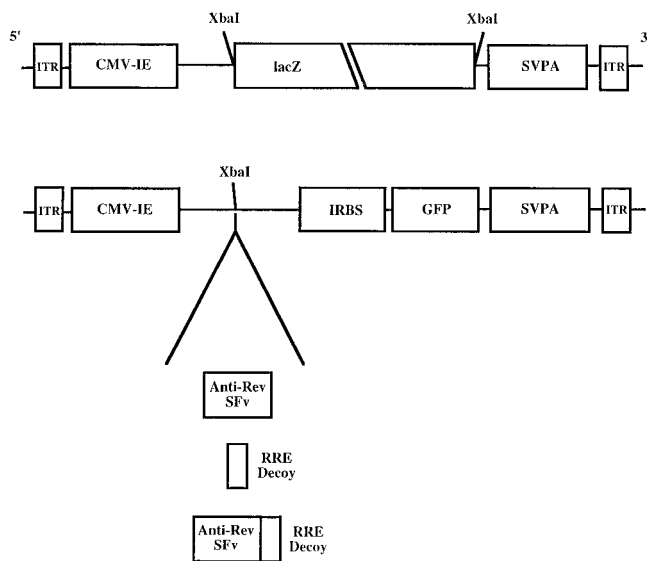 XbaI XbaI
5' 3
ITR CMV-IE lacZ SVPA ITR
XbaI
ITR CMV-IE IRBS GFP SVPA ITR
Anti-Rev
SFv
RRE
Decoy
Anti-Rev
SFv
RRE
Decoy